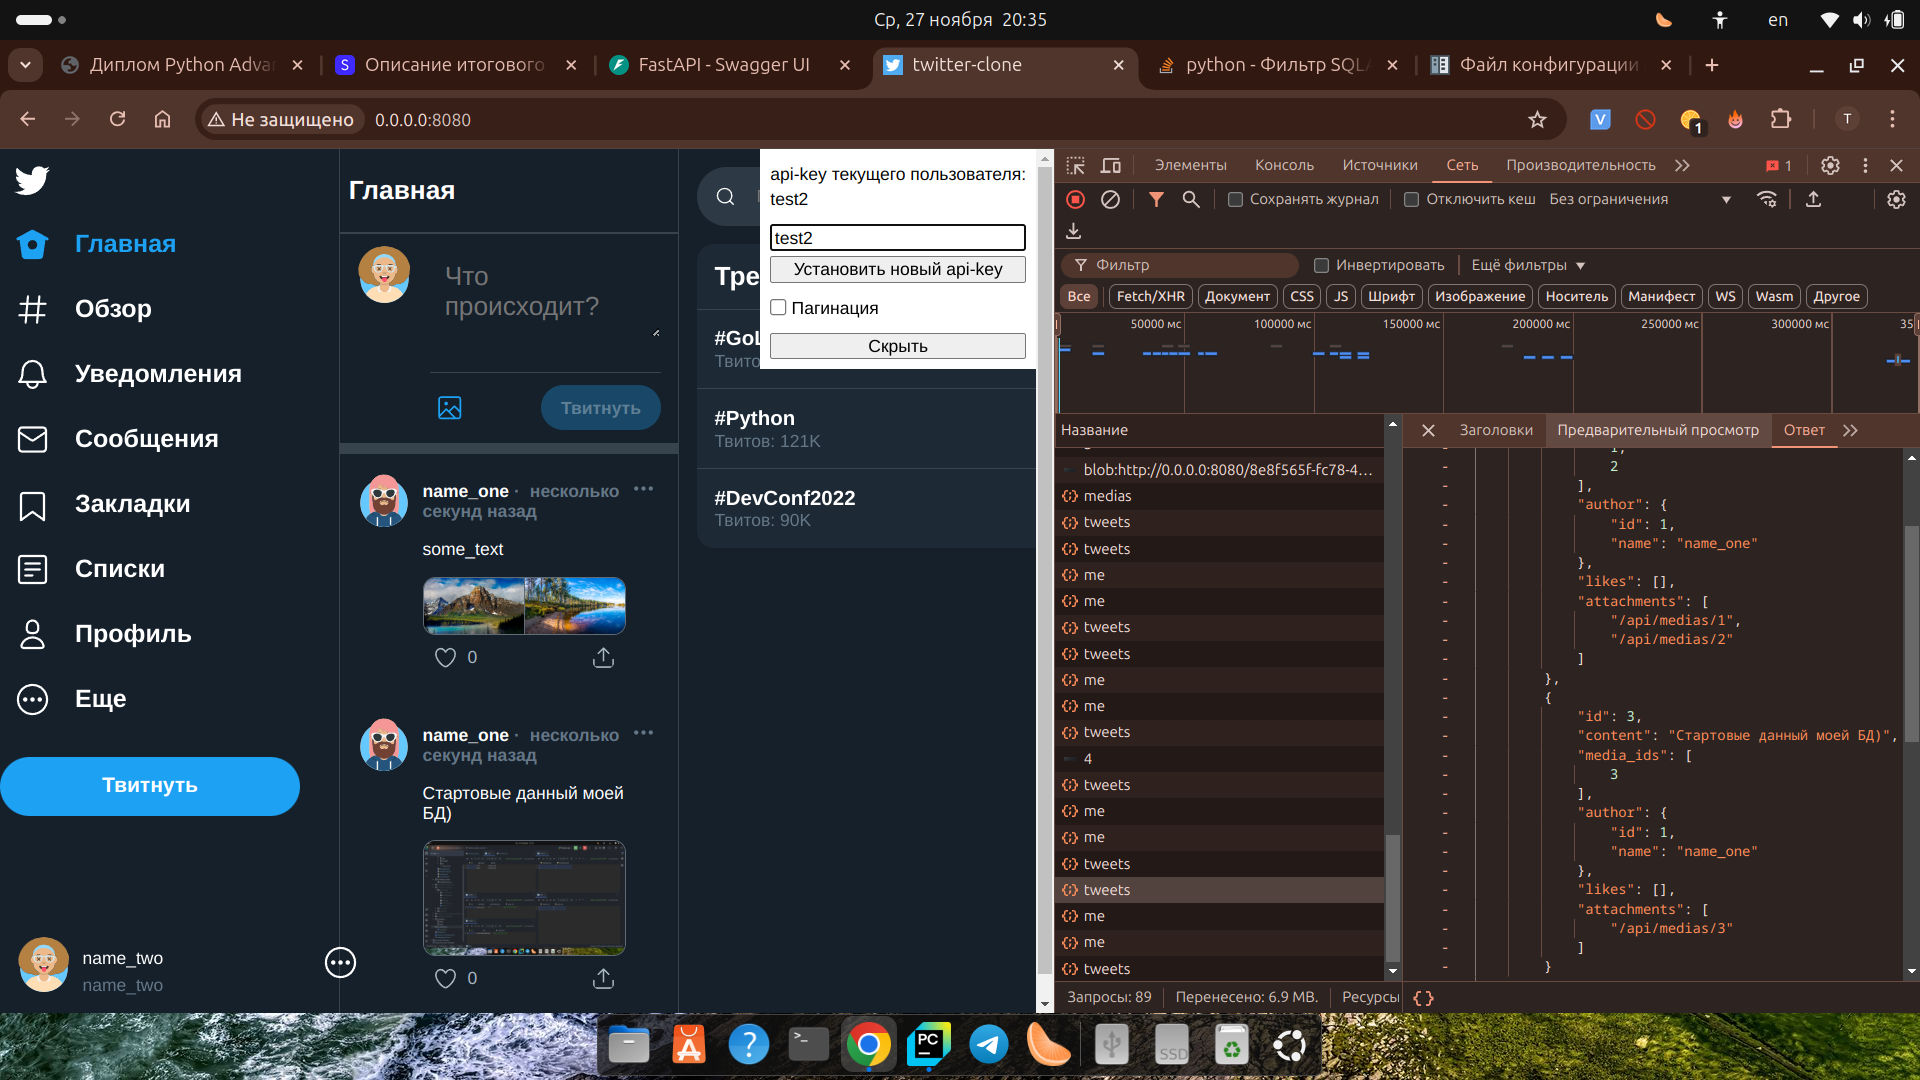 Ср, 27 ноября 20:35
en
Диплом Python Advan
Описание итогового
FastAPI - Swagger UI
twitter-clone
python - Фильтр SQLA
Файл конфигурации
Не защищено
0.0.0.0:8080
V
1
T
Главная
Обзор
Уведомления
Сообщения
Закладки
Списки
Профиль
Еще
Твитнуть
name_two
name_two
Главная
Что
происходит?
Твитнуть
name_one · несколько
секунд назад
some_text
0
name_one · несколько
секунд назад
Стартовые данный моей
БД)
0
#GoL
Твито
#Python
Твитов: 121K
#DevConf2022
Твитов: 90K
api-key текущего пользователя:
test2
test2
Установить новый api-key
Пагинация
Скрыть
Элементы
Консоль
Источники
Сеть
Производительность
1
Сохранять журнал
Отключить кеш
Без ограничения
Фильтр
Инвертировать
Ещё фильтры
Все
Fetch/XHR
Документ
CSS
JS
Шрифт
Изображение
Носитель
Манифест
WS
Wasm
Другое
50000 мс
100000 мс
150000 мс
200000 мс
250000 мс
300000 мс
35
Название
blob:http://0.0.0.0:8080/8e8f565f-fc78-4…
medias
tweets
tweets
me
me
tweets
tweets
me
me
tweets
4
tweets
me
me
tweets
tweets
me
me
tweets
Запросы: 89
Перенесено: 6.9 MB.
Ресурсы
Заголовки
Предварительный просмотр
Ответ
1,
2
],
"author": {
"id": 1,
"name": "name_one"
},
"likes": [],
"attachments": [
"/api/medias/1",
"/api/medias/2"
]
},
{
"id": 3,
"content": "Стартовые данный моей БД)",
"media_ids": [
3
],
"author": {
"id": 1,
"name": "name_one"
},
"likes": [],
"attachments": [
"/api/medias/3"
]
}
{}
PC
SSD